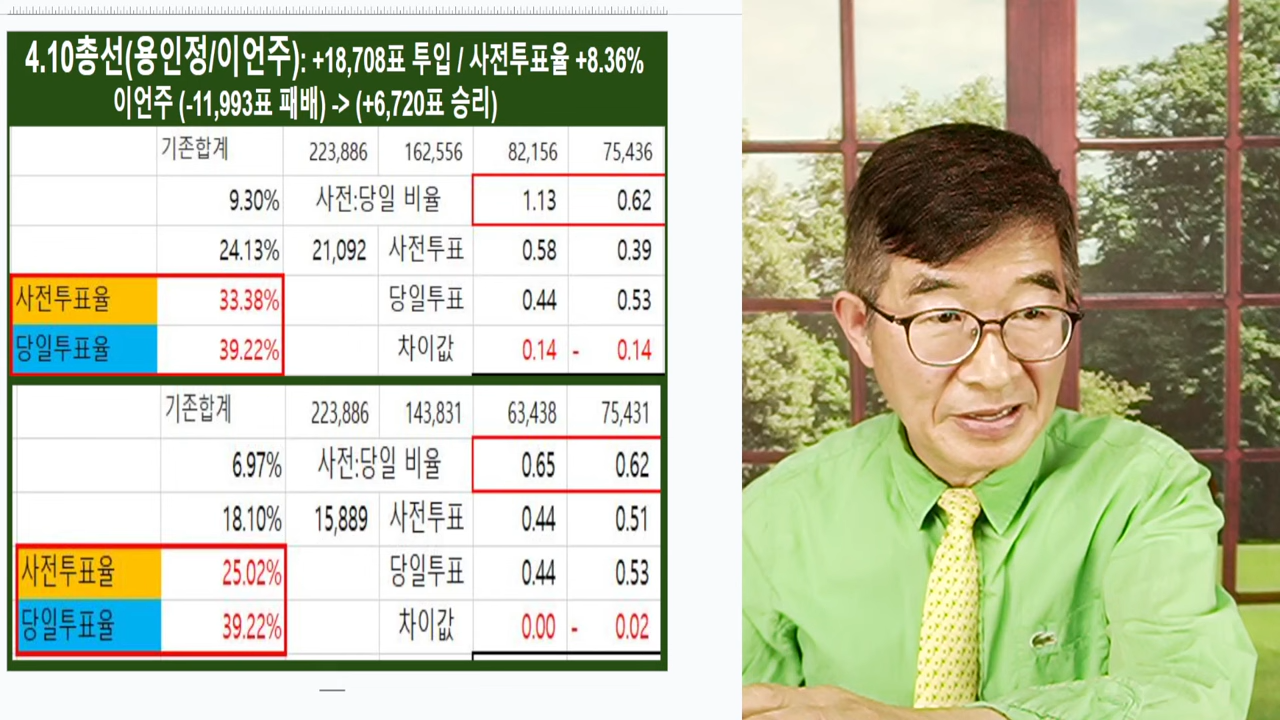 4.10총선(용인정/이언주): +18,708표 투입 / 사전투표율 +8.36%
이언주 (-11,993표 패배) -> (+6,720표 승리)
기존합계 223,886 162,556 82,156 75,436
9.30% 사전:당일 비율 1.13 0.62
24.13% 21,092 사전투표 0.58 0.39
사전투표율 33.38% 당일투표 0.44 0.53
당일투표율 39.22% 차이값 0.14 - 0.14
기존합계 223,886 143,831 63,438 75,431
6.97% 사전:당일 비율 0.65 0.62
18.10% 15,889 사전투표 0.44 0.51
사전투표율 25.02% 당일투표 0.44 0.53
당일투표율 39.22% 차이값 0.00 - 0.02